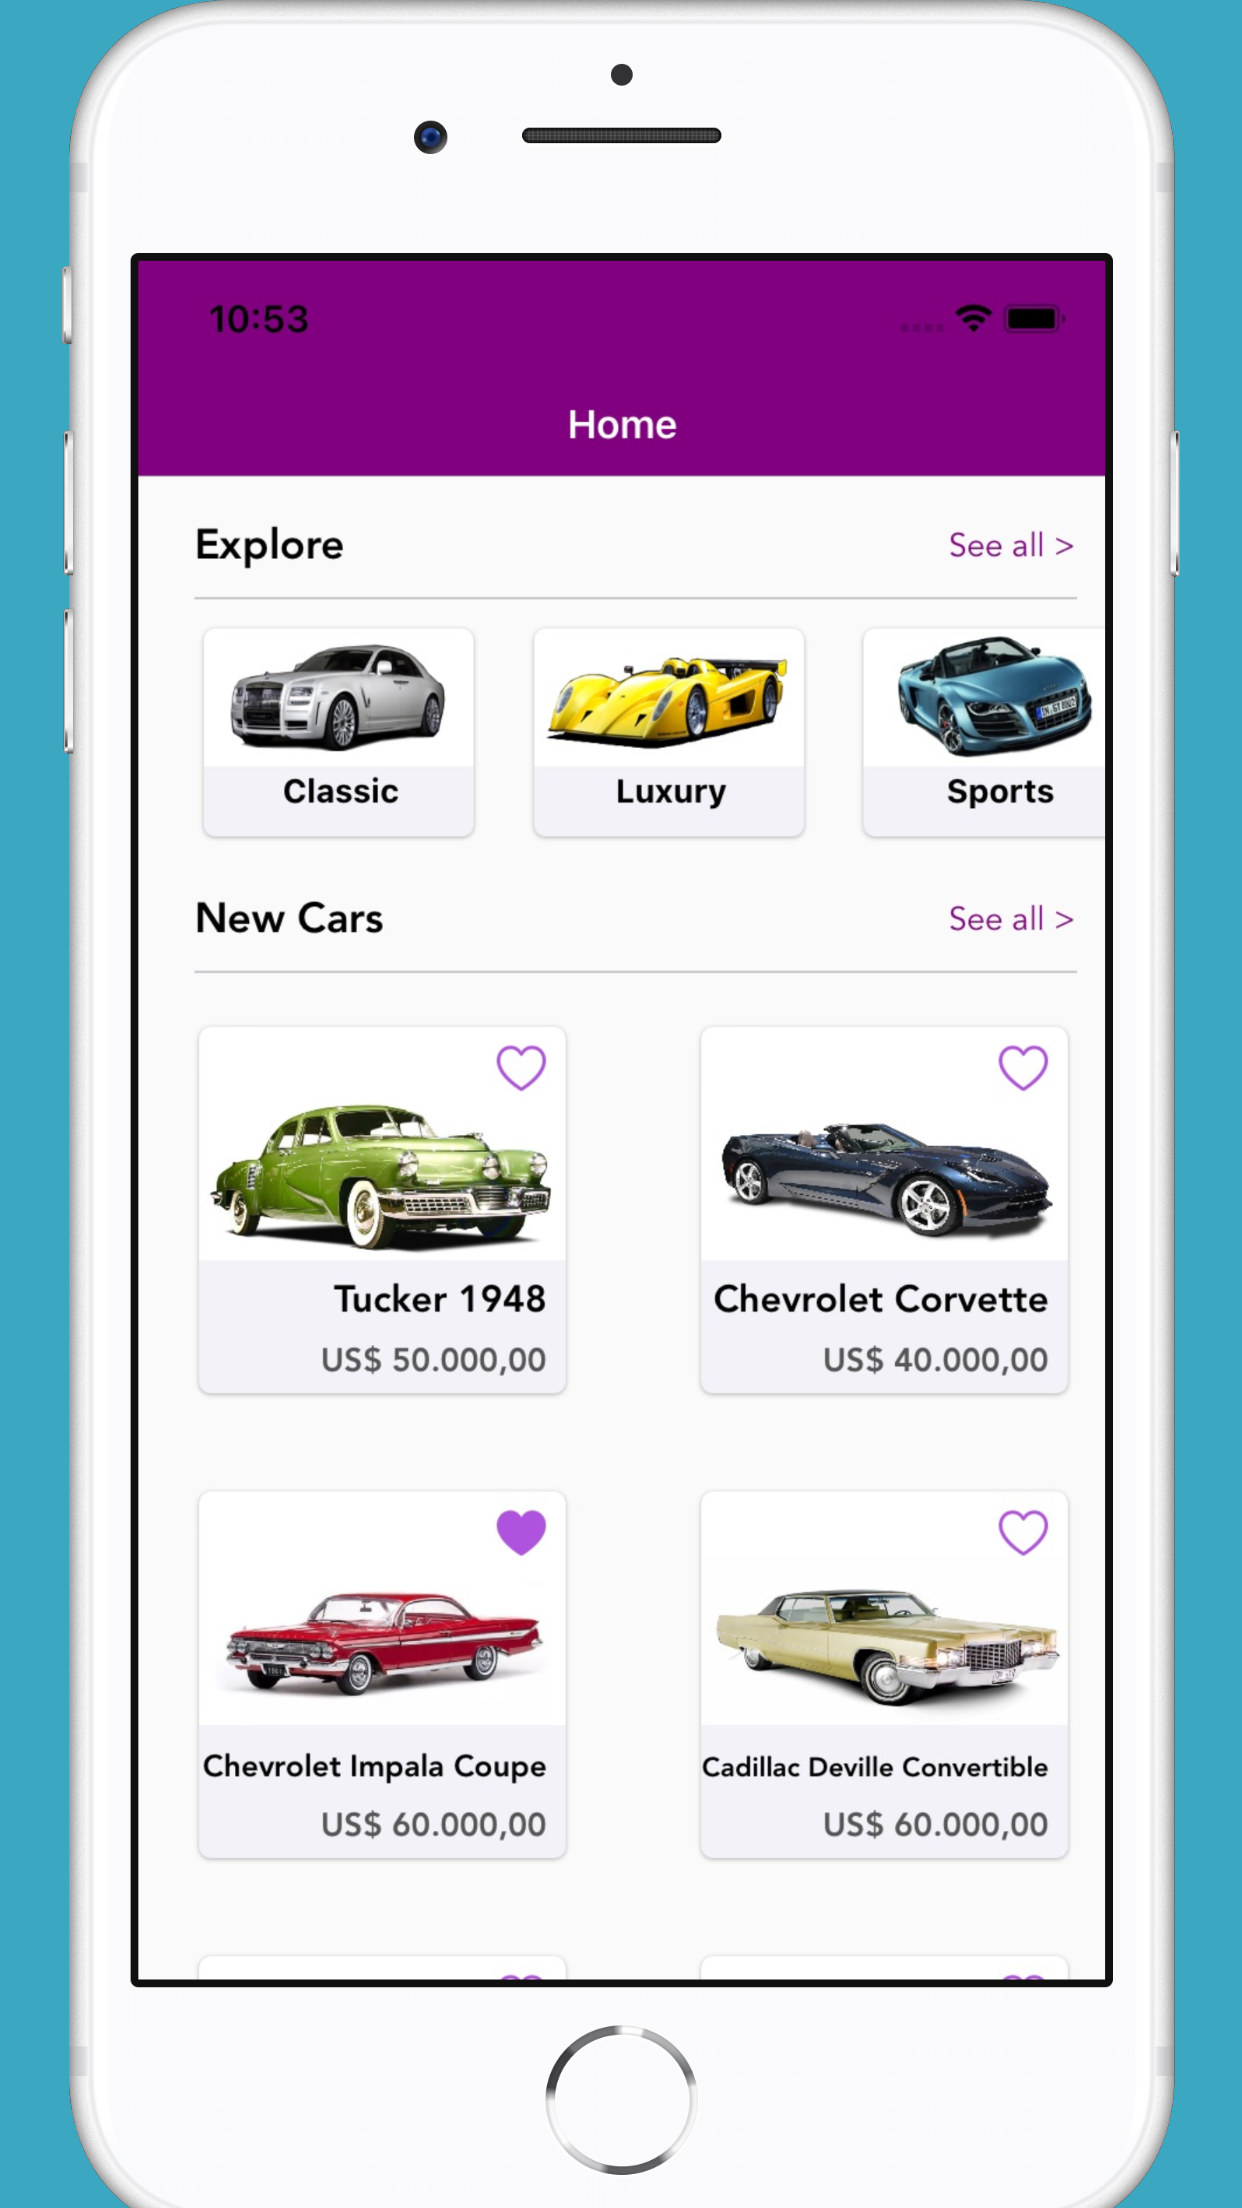 10:53
Home
Explore
See all >
Classic
Luxury
Sports
New Cars
See all >
Tucker 1948
US$ 50.000,00
Chevrolet Corvette
US$ 40.000,00
Chevrolet Impala Coupe
US$ 60.000,00
Cadillac Deville Convertible
US$ 60.000,00